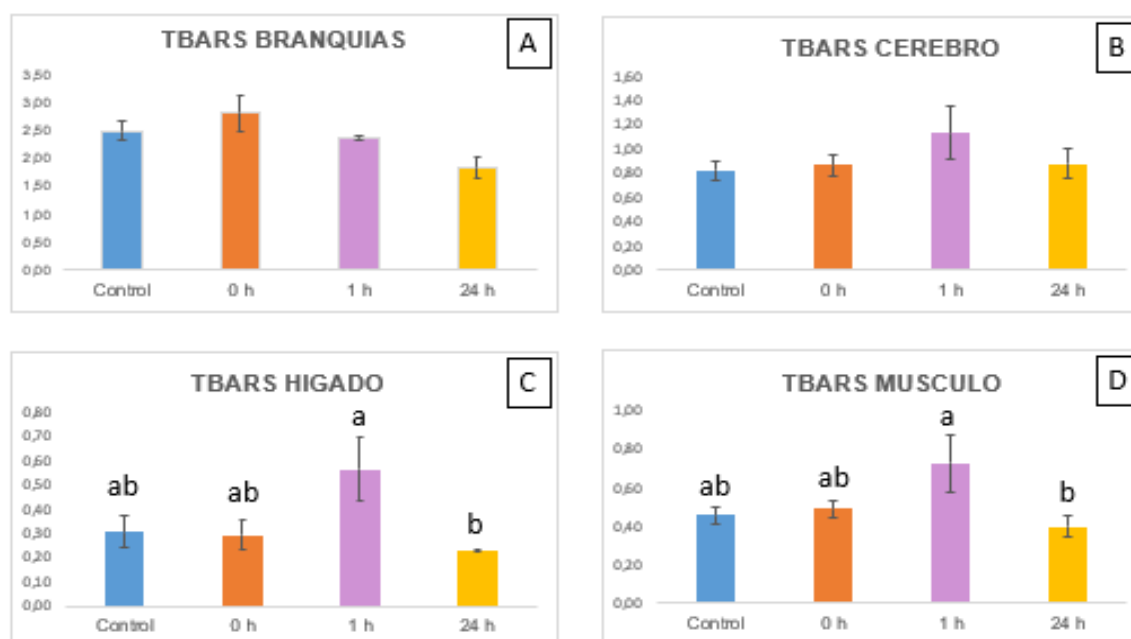 TBARS BRANQUIAS
A
3,50
3,00
2,50
2,00
1,50
1,00
0,50
0,00
Control 0 h 1 h 24 h
TBARS CEREBRO
B
1,60
1,40
1,20
1,00
0,80
0,60
0,40
0,20
0,00
Control 0 h 1 h 24 h
TBARS HIGADO
C
0,80
0,70
0,60
0,50
0,40
0,30
0,20
0,10
0,00
ab ab a b
Control 0 h 1 h 24 h
TBARS MUSCULO
D
1,00
0,80
0,60
0,40
0,20
0,00
ab ab a b
Control 0 h 1 h 24 h